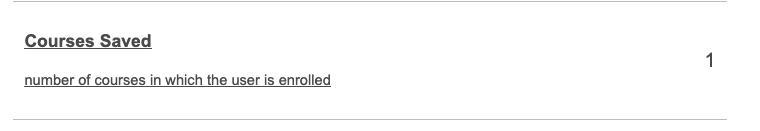 Courses Saved
1
number of courses in which the user is enrolled